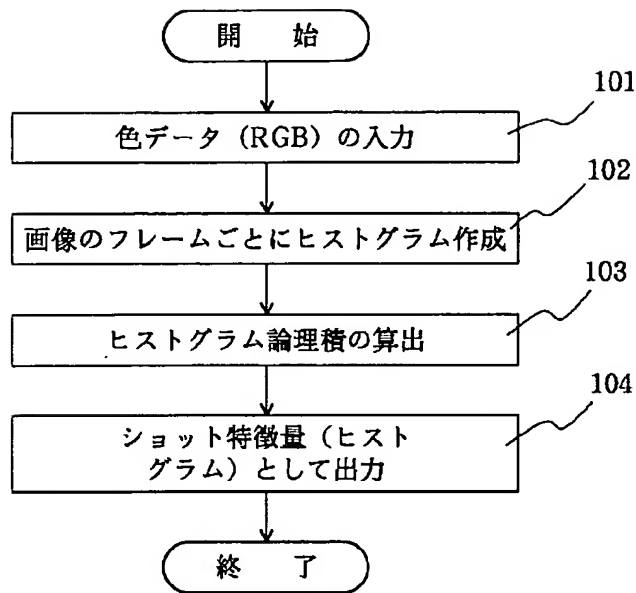 開 始
101
色データ (RGB) の入力
102
画像のフレームごとにヒストグラム作成
103
ヒストグラム論理積の算出
104
ショット特徴量（ヒスト
グラム）として出力
終 了